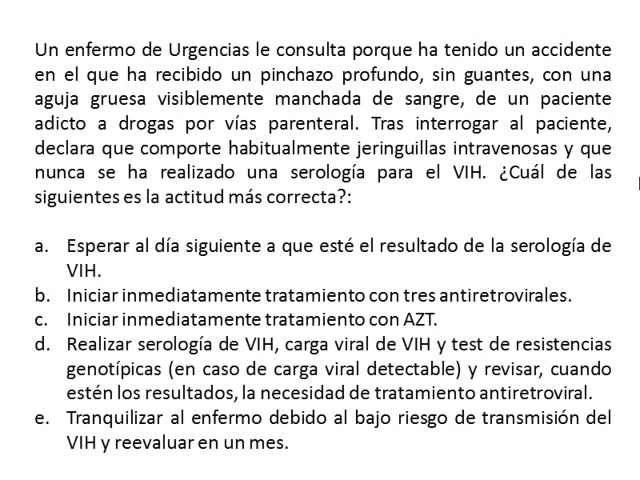 Un enfermo de Urgencias le consulta porque ha tenido un accidente
en el que ha recibido un pinchazo profundo, sin guantes, con una
aguja gruesa visiblemente manchada de sangre, de un paciente
adicto a drogas por vías parenteral. Tras interrogar al paciente,
declara que comporte habitualmente jeringuillas intravenosas y que
nunca se ha realizado una serología para el VIH. ¿Cuál de las
siguientes es la actitud más correcta?:
a. Esperar al día siguiente a que esté el resultado de la serología de
VIH.
b. Iniciar inmediatamente tratamiento con tres antiretrovirales.
c. Iniciar inmediatamente tratamiento con AZT.
d. Realizar serología de VIH, carga viral de VIH y test de resistencias
genotípicas (en caso de carga viral detectable) y revisar, cuando
estén los resultados, la necesidad de tratamiento antiretroviral.
e. Tranquilizar al enfermo debido al bajo riesgo de transmisión del
VIH y reevaluar en un mes.